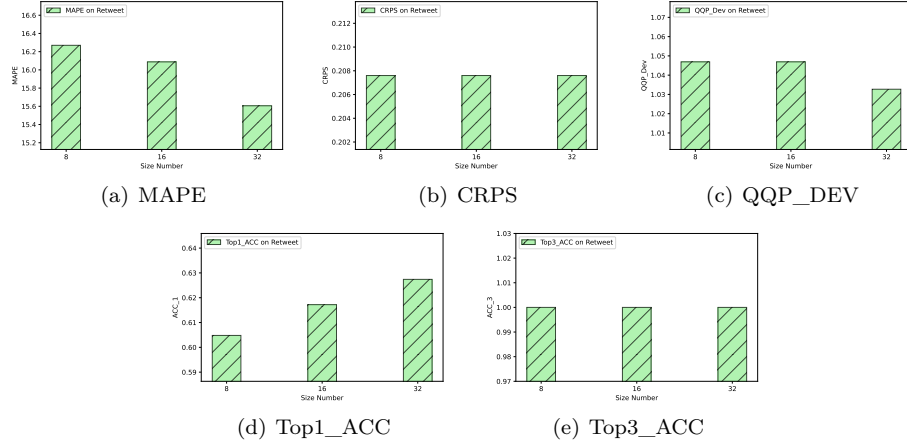 MAPE on Retweet
16.6
16.4
16.2
16.0
15.8
15.6
15.4
15.2
MAPE
8
16
32
Size Number
(a) MAPE
CRPS on Retweet
0.212
0.210
0.208
0.206
0.204
0.202
CRPS
8
16
32
Size Number
(b) CRPS
QQP_Dev on Retweet
1.07
1.06
1.05
1.04
1.03
1.02
1.01
QQP_Dev
8
16
32
Size Number
(c) QQP_DEV
Top1_ACC on Retweet
0.64
0.63
0.62
0.61
0.60
0.59
ACC_1
8
16
32
Size Number
(d) Top1_ACC
Top3_ACC on Retweet
1.03
1.02
1.01
1.00
0.99
0.98
0.97
ACC_3
8
16
32
Size Number
(e) Top3_ACC